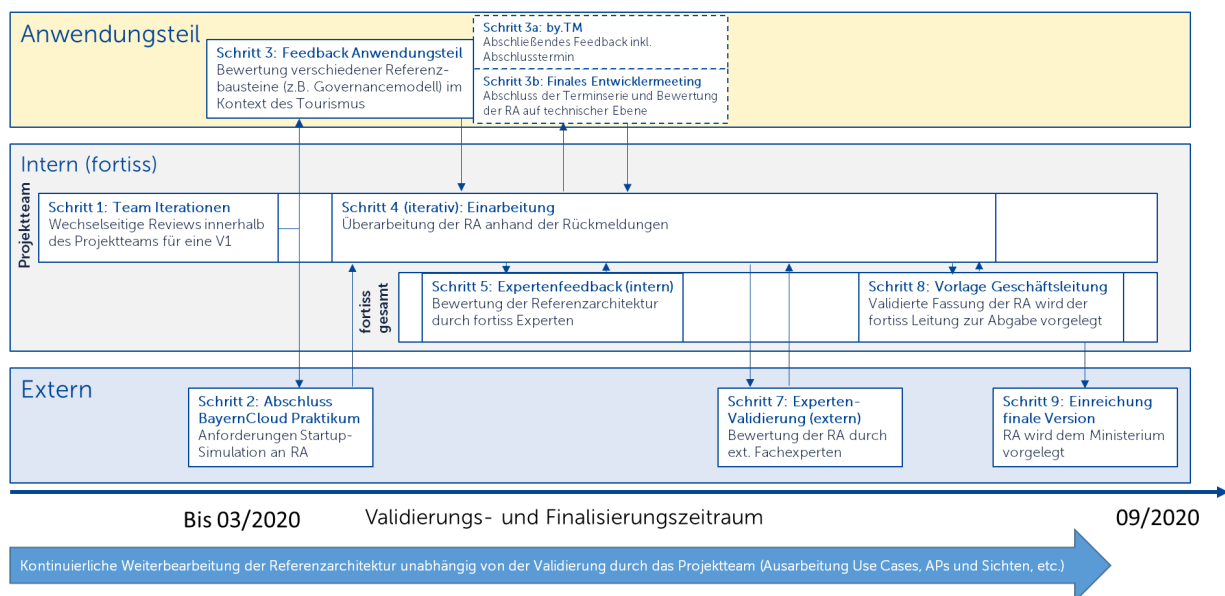 Anwendungsteil
Schritt 3: Feedback Anwendungsteil
Bewertung verschiedener Referenz-
bausteine (z.B. Governancemodell) im
Kontext des Tourismus
Schritt 3a: by.TM
Abschließendes Feedback inkl.
Abschlusstermin
Schritt 3b: Finales Entwicklermeeting
Abschluss der Terminserie und Bewertung
der RA auf technischer Ebene
Intern (fortiss)
Projektteam
Schritt 1: Team Iterationen
Wechselseitige Reviews innerhalb
des Projektteams für eine V1
Schritt 4 (iterativ): Einarbeitung
Überarbeitung der RA anhand der Rückmeldungen
fortiss
gesamt
Schritt 5: Expertenfeedback (intern)
Bewertung der Referenzarchitektur
durch fortiss Experten
Schritt 8: Vorlage Geschäftsleitung
Validierte Fassung der RA wird der
fortiss Leitung zur Abgabe vorgelegt
Extern
Schritt 2: Abschluss
BayernCloud Praktikum
Anforderungen Startup-
Simulation an RA
Schritt 7: Experten-
Validierung (extern)
Bewertung der RA durch
ext. Fachexperten
Schritt 9: Einreichung
finale Version
RA wird dem Ministerium
vorgelegt
Bis 03/2020
Validierungs- und Finalisierungszeitraum
09/2020
Kontinuierliche Weiterbearbeitung der Referenzarchitektur unabhängig von der Validierung durch das Projektteam (Ausarbeitung Use Cases, APs und Sichten, etc.)